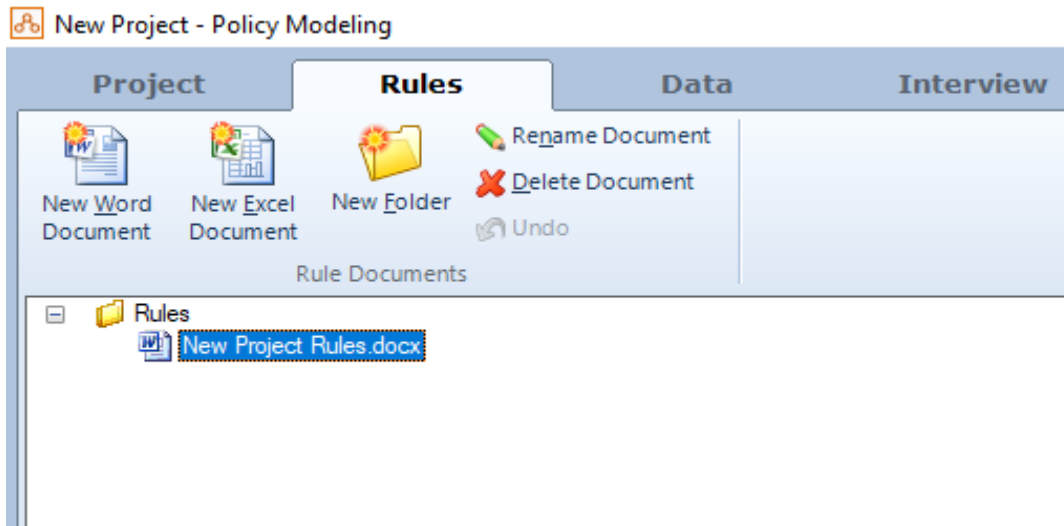 New Project - Policy Modeling
Project Rules Data Interview
New Word Document
New Excel Document
New Folder
Rename Document
Delete Document
Undo
Rule Documents
Rules
New Project Rules.docx